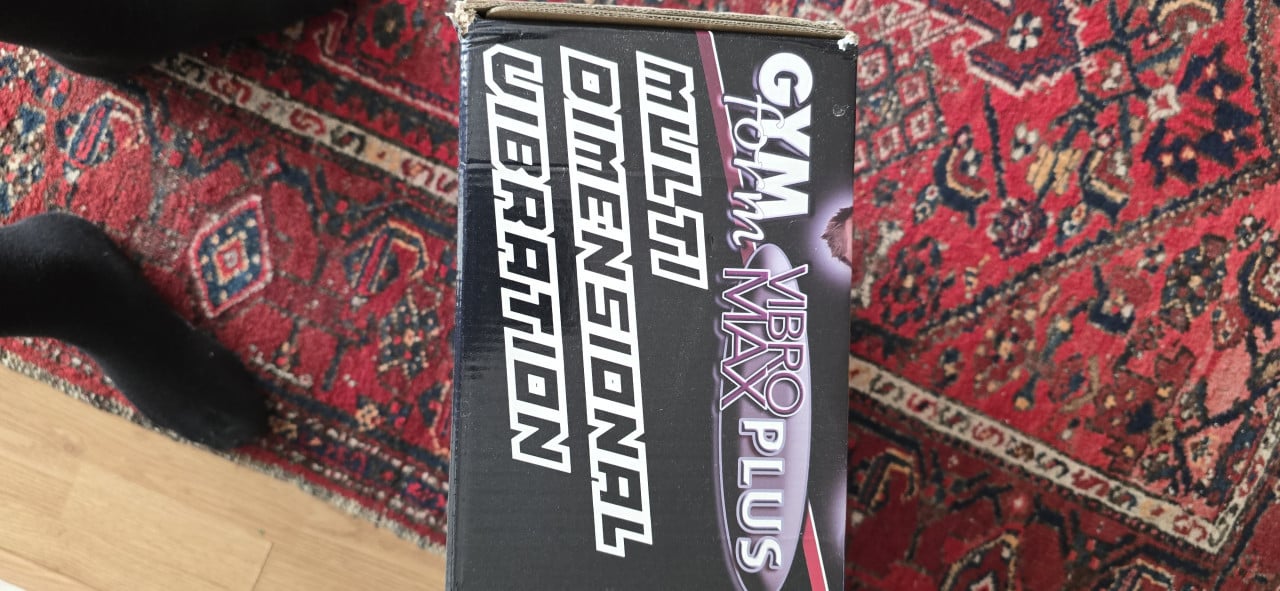 GYM
form
VIBRO
MAX
PLUS
MULTI
DIMENSIONAL
VIBRATION